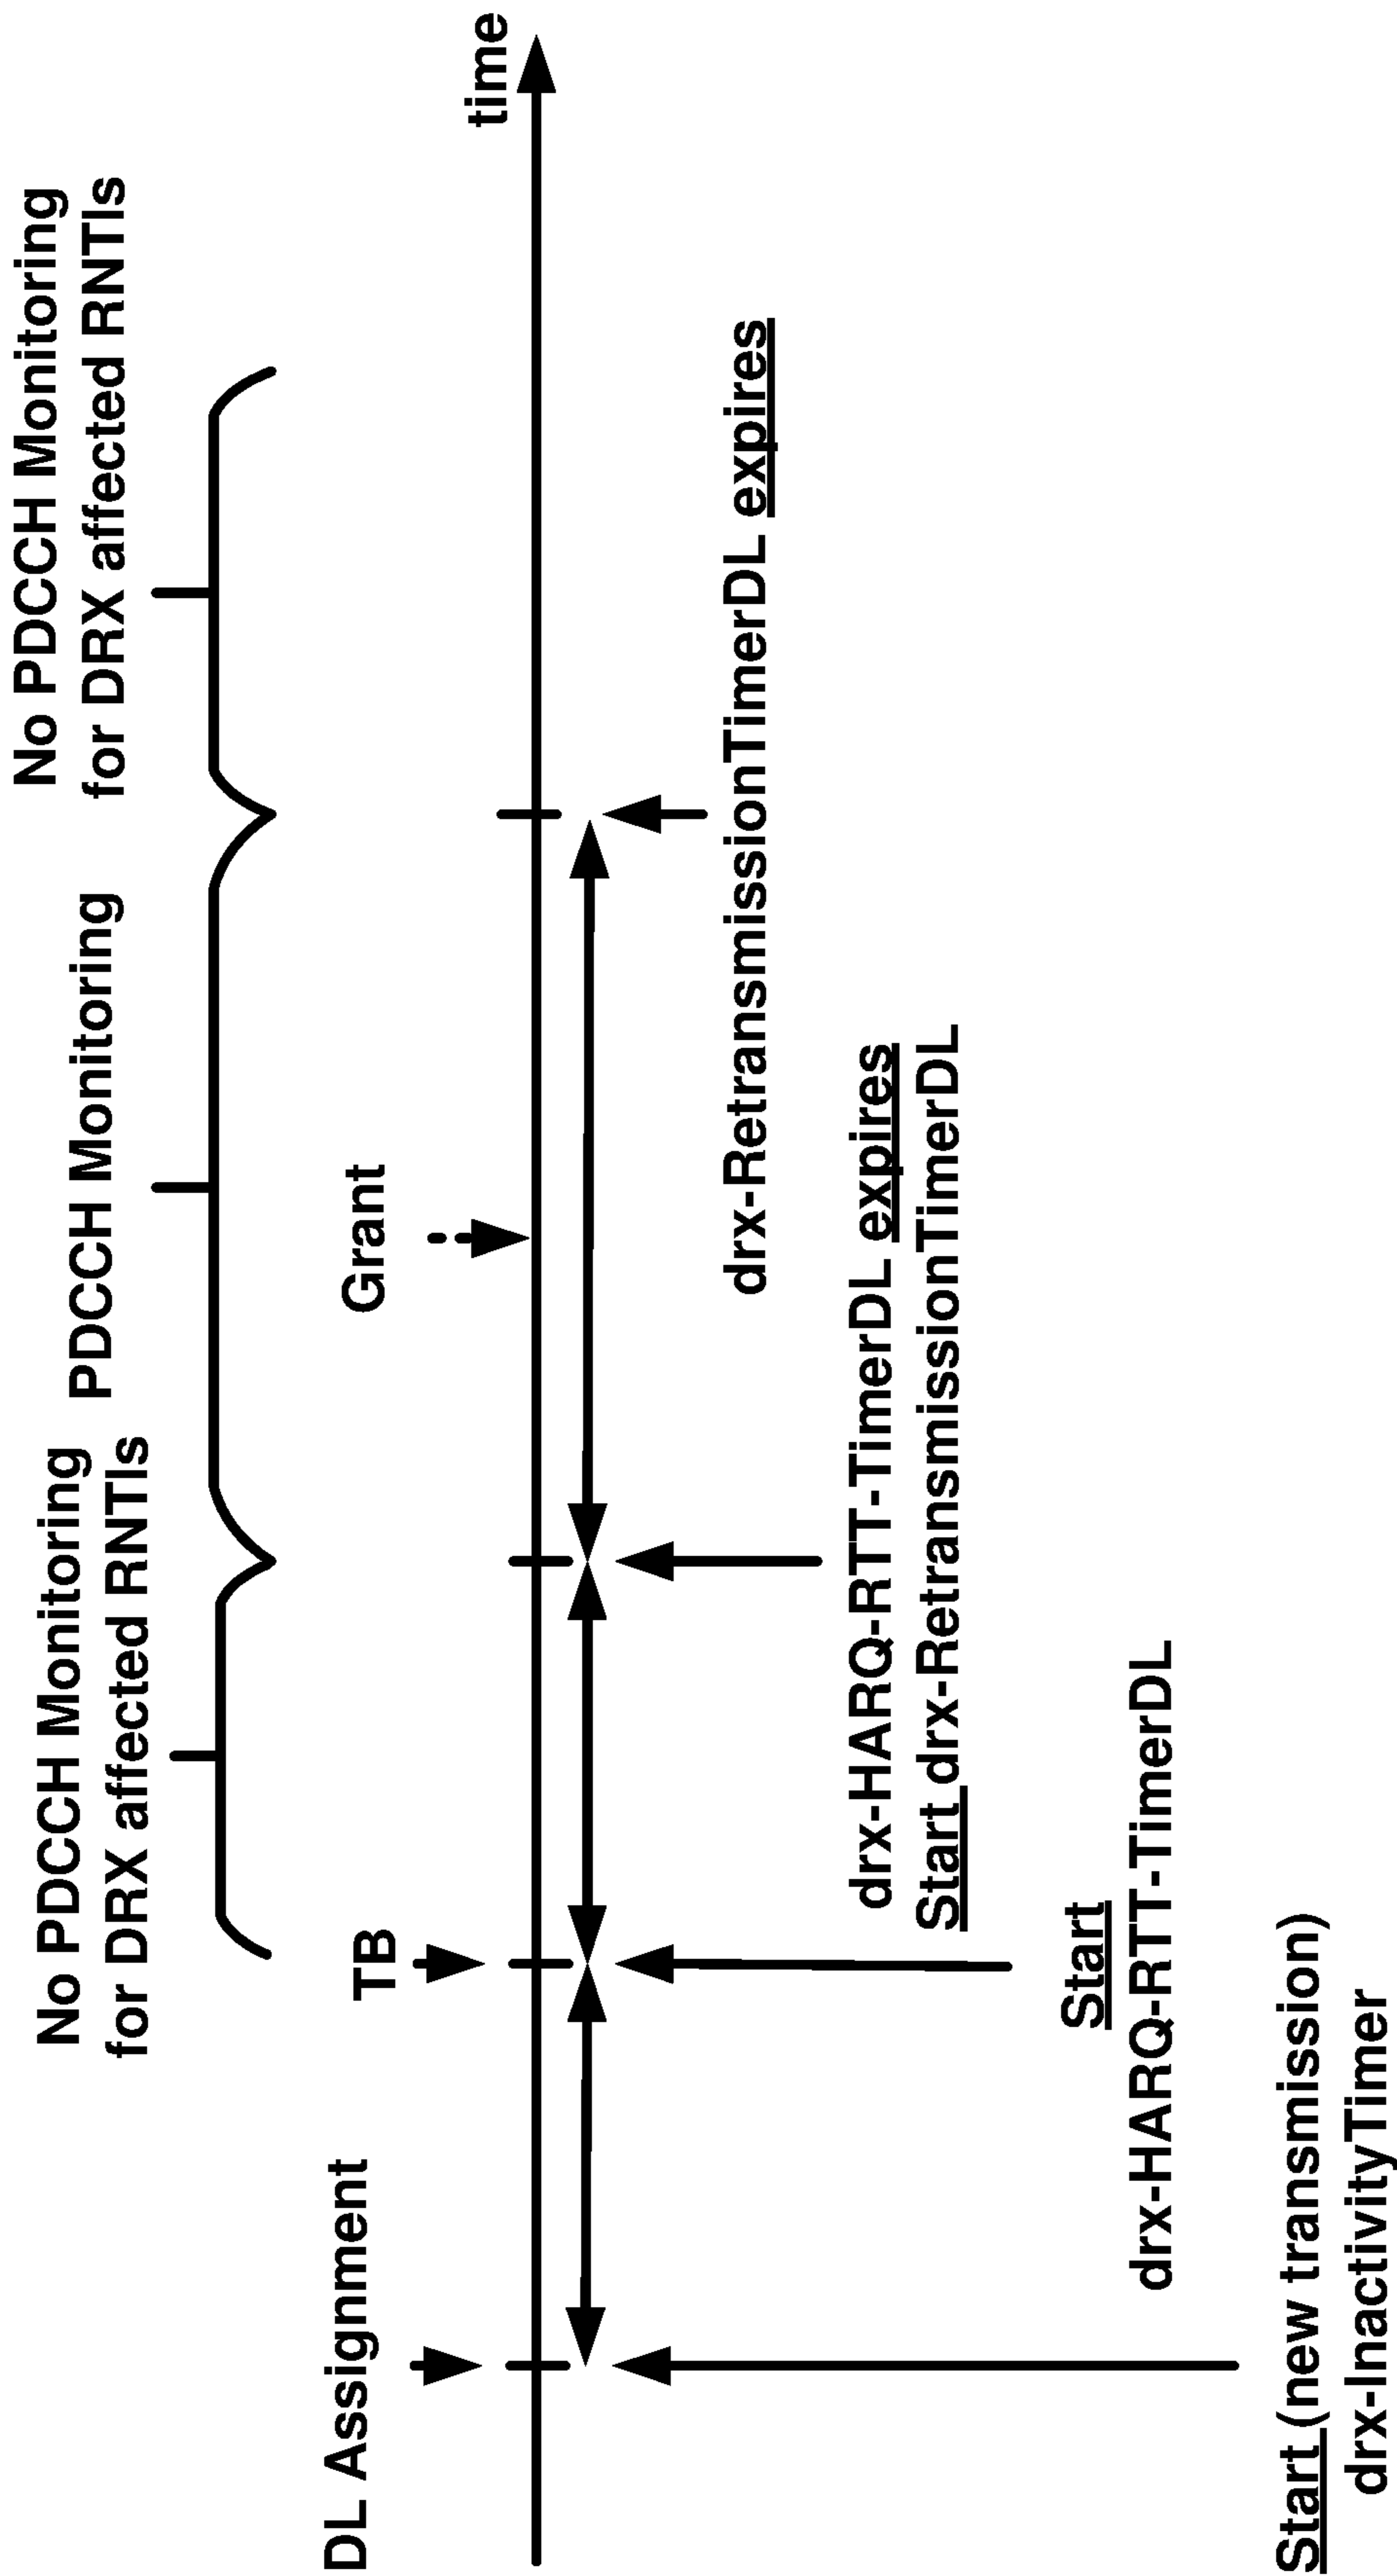 No PDCCH Monitoring
for DRX affected RNTIs
PDCCH Monitoring
No PDCCH Monitoring
for DRX affected RNTIs
DL Assignment
TB
Grant
time
drx-RetransmissionTimerDL expires
drx-HARQ-RTT-TimerDL expires
Start drx-RetransmissionTimerDL
Start
drx-HARQ-RTT-TimerDL
Start (new transmission)
drx-InactivityTimer